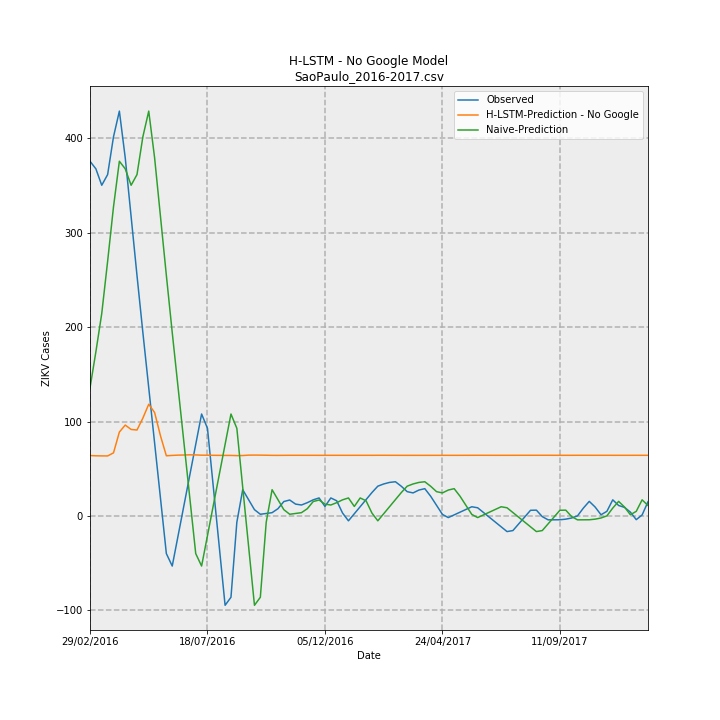 H-LSTM - No Google Model
SaoPaulo_2016-2017.csv
Observed
H-LSTM-Prediction - No Google
Naive-Prediction
400
300
200
100
0
−100
ZIKV Cases
29/02/2016
18/07/2016
05/12/2016
24/04/2017
11/09/2017
Date